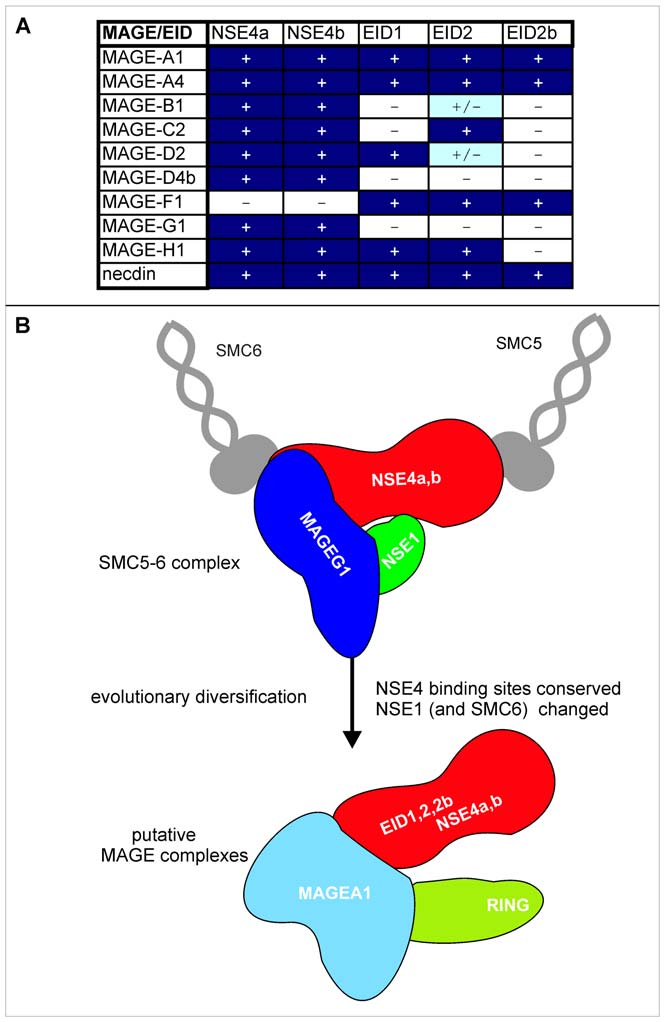 A
MAGE/EID NSE4a NSE4b EID1 EID2 EID2b
MAGE-A1 + + + + +
MAGE-A4 + + + + +
MAGE-B1 + + – +/– –
MAGE-C2 + + – + –
MAGE-D2 + + + +/– –
MAGE-D4b + + – – –
MAGE-F1 – – + + +
MAGE-G1 + + – – –
MAGE-H1 + + + + –
necdin + + + + +
B
SMC6
SMC5
NSE4a,b
MAGEG1
NSE1
SMC5-6 complex
evolutionary diversification
NSE4 binding sites conserved
NSE1 (and SMC6) changed
EID1,2,2b
NSE4a,b
putative
MAGE complexes
MAGEA1
RING